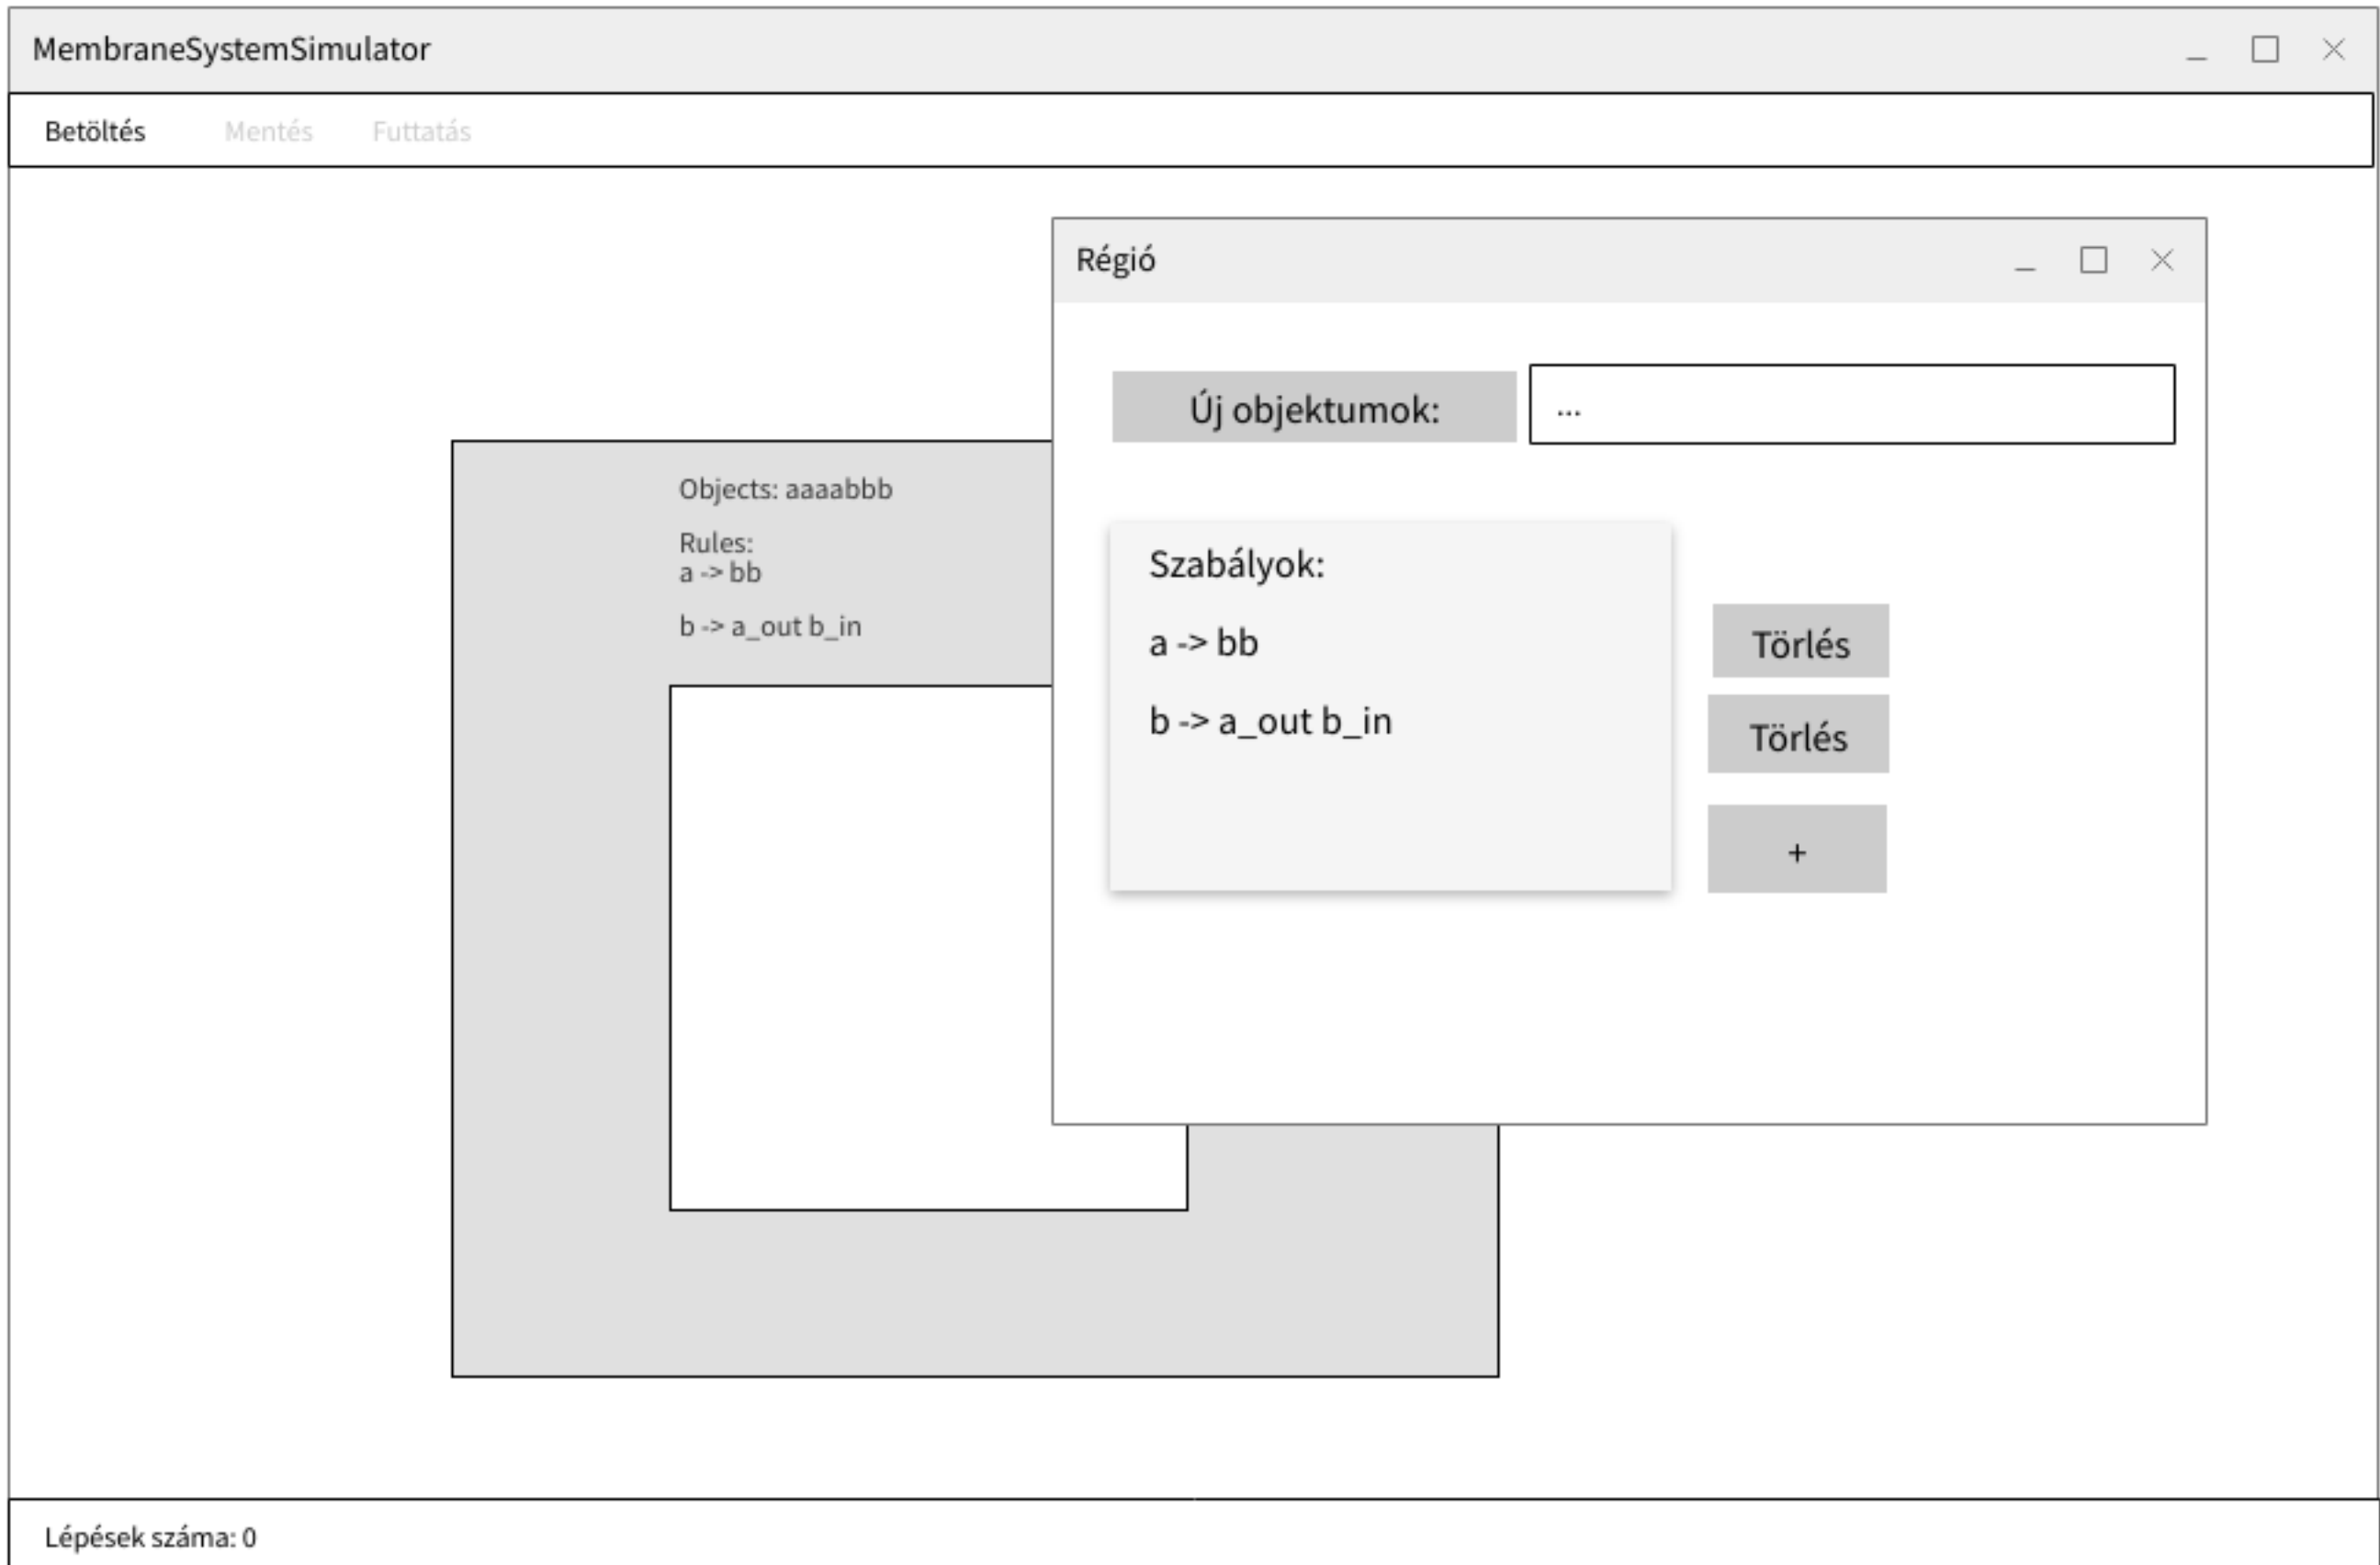 MembraneSystemSimulator
Betöltés Mentés Futtatás
Régió
Új objektumok: ...
Objects: aaaabbb
Rules:
a -> bb
b -> a_out b_in
Szabályok:
a -> bb
Törlés
b -> a_out b_in
Törlés
+
Lépések száma: 0